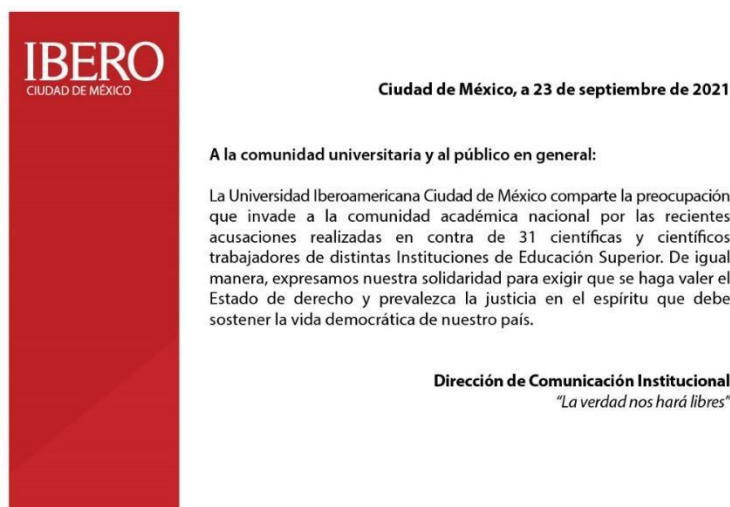 IBERO
CIUDAD DE MÉXICO
Ciudad de México, a 23 de septiembre de 2021
A la comunidad universitaria y al público en general:
La Universidad Iberoamericana Ciudad de México comparte la preocupación
que invade a la comunidad académica nacional por las recientes
acusaciones realizadas en contra de 31 científicas y científicos
trabajadores de distintas Instituciones de Educación Superior. De igual
manera, expresamos nuestra solidaridad para exigir que se haga valer el
Estado de derecho y prevalezca la justicia en el espíritu que debe
sostener la vida democrática de nuestro país.
Dirección de Comunicación Institucional
"La verdad nos hará libres"